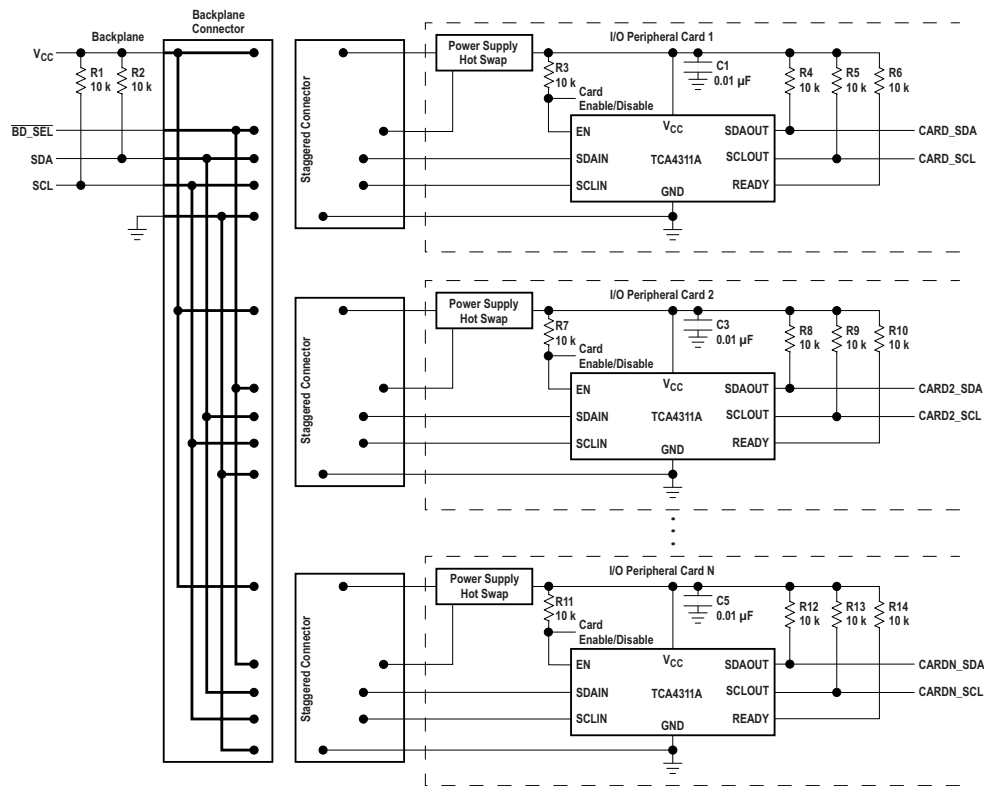 Backplane
Backplane
Connector
VCC
R1
10 k
R2
10 k
BD_SEL
SDA
SCL
Staggered Connector
Power Supply
Hot Swap
I/O Peripheral Card 1
R3
10 k
Card
Enable/Disable
C1
0.01 µF
R4
10 k
R5
10 k
R6
10 k
EN
VCC
SDAOUT
CARD_SDA
SDAIN
TCA4311A
SCLOUT
CARD_SCL
SCLIN
GND
READY
Staggered Connector
Power Supply
Hot Swap
I/O Peripheral Card 2
R7
10 k
Card
Enable/Disable
C3
0.01 µF
R8
10 k
R9
10 k
R10
10 k
EN
VCC
SDAOUT
CARD2_SDA
SDAIN
TCA4311A
SCLOUT
CARD2_SCL
SCLIN
GND
READY
Staggered Connector
Power Supply
Hot Swap
I/O Peripheral Card N
R11
10 k
Card
Enable/Disable
C5
0.01 µF
R12
10 k
R13
10 k
R14
10 k
EN
VCC
SDAOUT
CARDN_SDA
SDAIN
TCA4311A
SCLOUT
CARDN_SCL
SCLIN
GND
READY